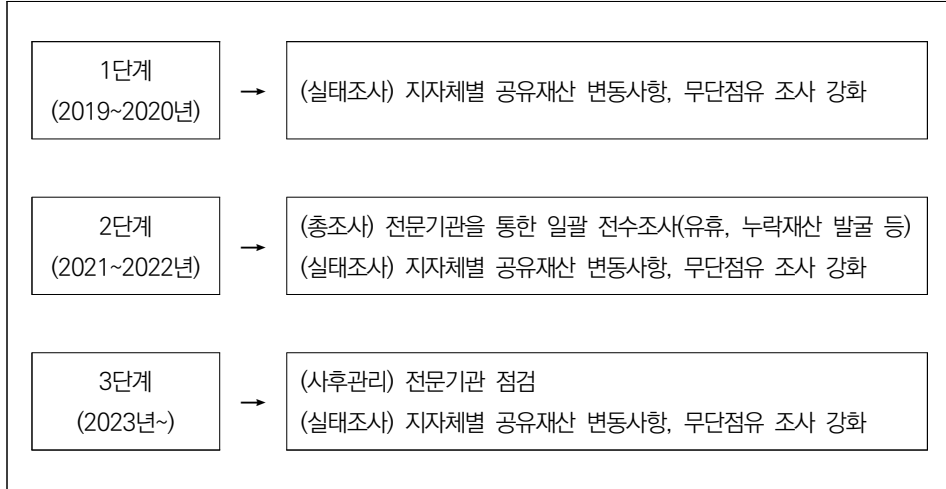 1단계
(2019~2020년)
→
(실태조사) 지자체별 공유재산 변동사항, 무단점유 조사 강화
2단계
(2021~2022년)
→
(총조사) 전문기관을 통한 일괄 전수조사(유휴, 누락재산 발굴 등)
(실태조사) 지자체별 공유재산 변동사항, 무단점유 조사 강화
3단계
(2023년~)
→
(사후관리) 전문기관 점검
(실태조사) 지자체별 공유재산 변동사항, 무단점유 조사 강화